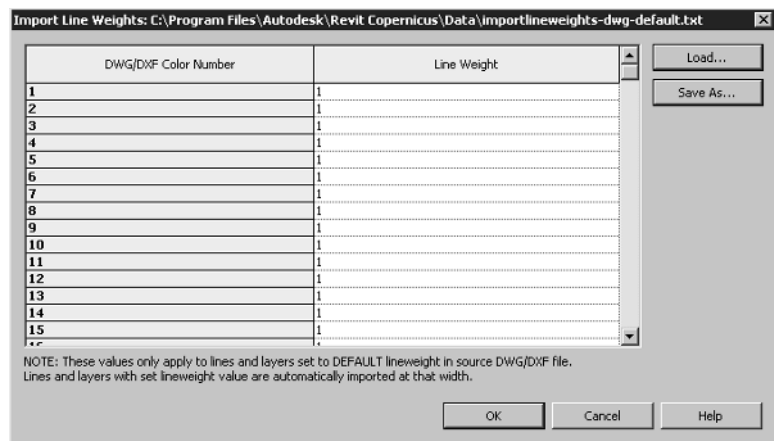 Import Line Weights: C:\Program Files\Autodesk\Revit Copernicus\Data\importlineweights-dwg-default.txt
DWG/DXF Color Number Line Weight
Load...
Save As...
1 1
2 1
3 1
4 1
5 1
6 1
7 1
8 1
9 1
10 1
11 1
12 1
13 1
14 1
15 1
NOTE: These values only apply to lines and layers set to DEFAULT lineweight in source DWG/DXF file.
Lines and layers with set lineweight value are automatically imported at that width.
OK Cancel Help